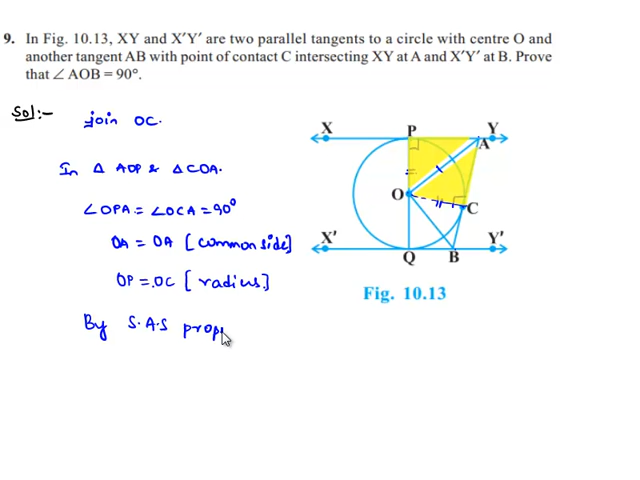 9. In Fig. 10.13, XY and X′Y′ are two parallel tangents to a circle with centre O and
another tangent AB with point of contact C intersecting XY at A and X′Y′ at B. Prove
that ∠ AOB = 90°.
Sol:-
join OC.
In Δ AOP & Δ COA.
∠OPA = ∠OCA = 90°
OA = OA [common side]
OP = OC [radius.]
By S.A.S prop
X P Y
A
O
C
X′ Y′
Q B
Fig. 10.13